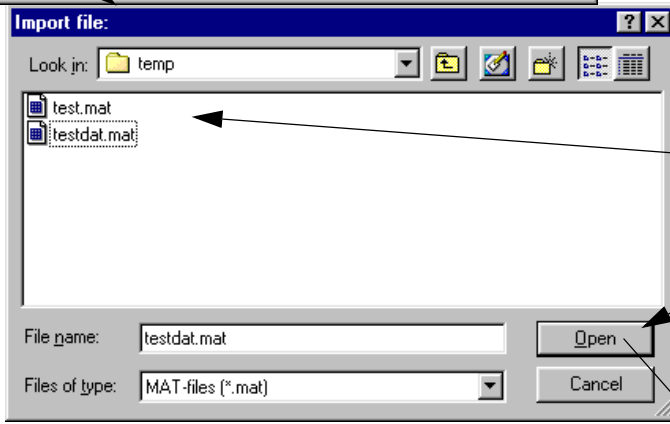 Import file:
Look in: temp
test.mat
testdat.mat
File name: testdat.mat Open
Files of type: MAT-files (*.mat) Cancel